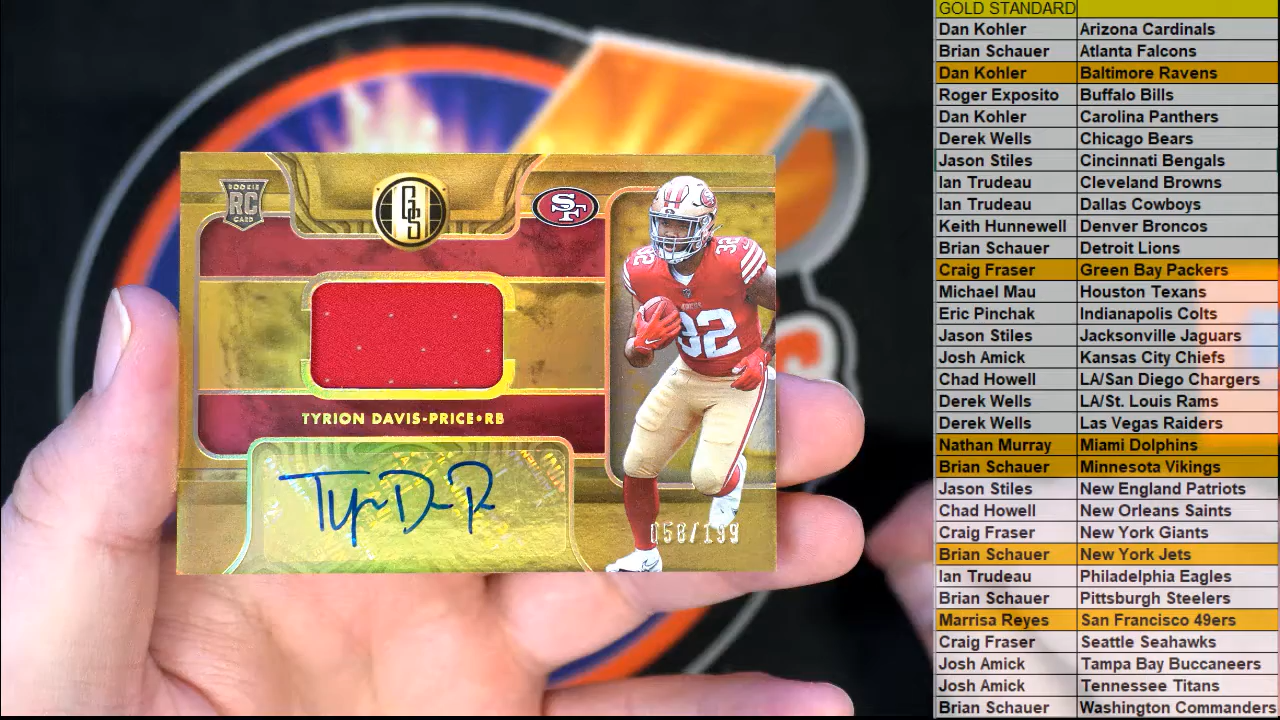 ROOKIE
RC
CARD
GS
SF
32
32
TYRION DAVIS-PRICE•RB
Tyrion D-P
058/199
GOLD STANDARD
Dan Kohler Arizona Cardinals
Brian Schauer Atlanta Falcons
Dan Kohler Baltimore Ravens
Roger Exposito Buffalo Bills
Dan Kohler Carolina Panthers
Derek Wells Chicago Bears
Jason Stiles Cincinnati Bengals
Ian Trudeau Cleveland Browns
Ian Trudeau Dallas Cowboys
Keith Hunnewell Denver Broncos
Brian Schauer Detroit Lions
Craig Fraser Green Bay Packers
Michael Mau Houston Texans
Eric Pinchak Indianapolis Colts
Jason Stiles Jacksonville Jaguars
Josh Amick Kansas City Chiefs
Chad Howell LA/San Diego Chargers
Derek Wells LA/St. Louis Rams
Derek Wells Las Vegas Raiders
Nathan Murray Miami Dolphins
Brian Schauer Minnesota Vikings
Jason Stiles New England Patriots
Chad Howell New Orleans Saints
Craig Fraser New York Giants
Brian Schauer New York Jets
Ian Trudeau Philadelphia Eagles
Brian Schauer Pittsburgh Steelers
Marrisa Reyes San Francisco 49ers
Craig Fraser Seattle Seahawks
Josh Amick Tampa Bay Buccaneers
Josh Amick Tennessee Titans
Brian Schauer Washington Commanders